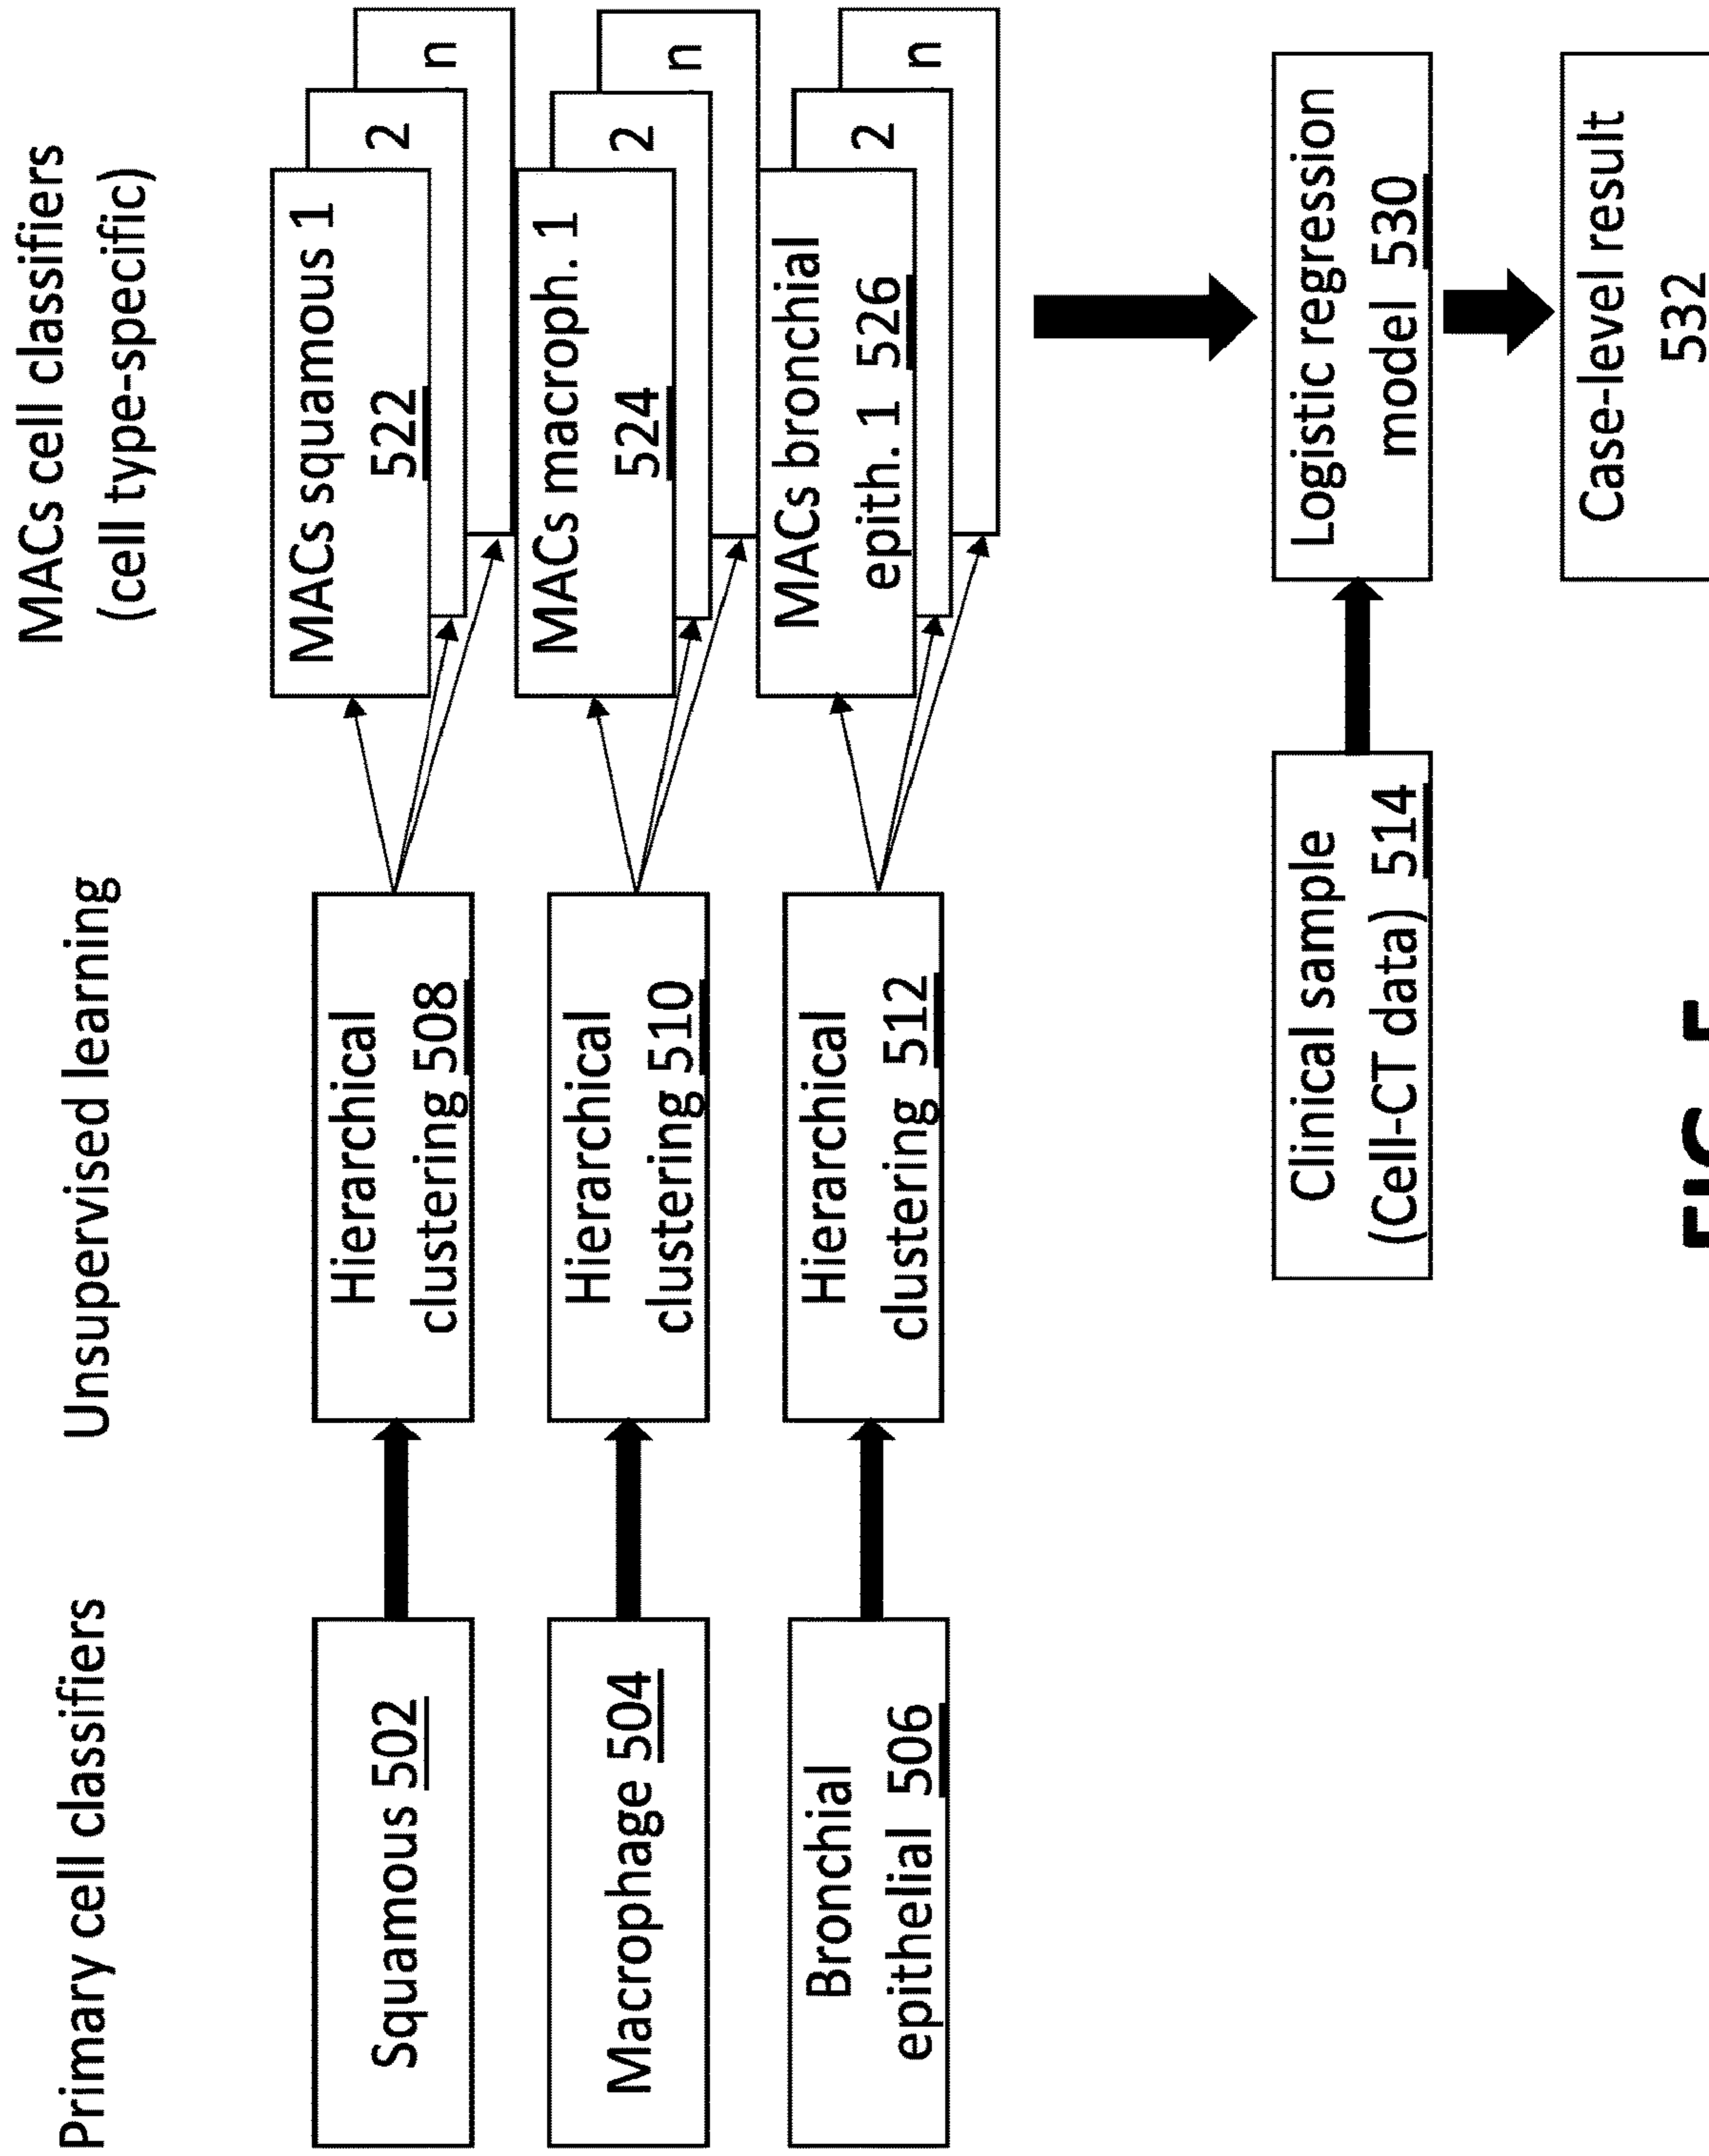 Primary cell classifiers
Unsupervised learning
MACs cell classifiers
(cell type-specific)
Squamous 502
Hierarchical
clustering 508
MACs squamous 1
522
2
n
Macrophage 504
Hierarchical
clustering 510
MACs macroph. 1
524
2
n
Bronchial
epithelial 506
Hierarchical
clustering 512
MACs bronchial
epith. 1 526
2
n
Clinical sample
(Cell-CT data) 514
Logistic regression
model 530
Case-level result
532